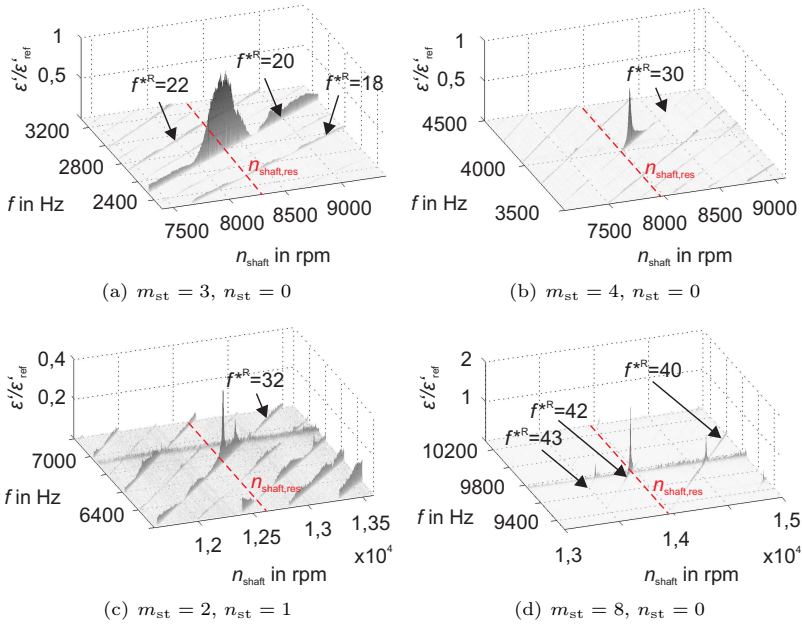 1
0,5
ε'/ε'ref
f*R=22
f*R=20
f*R=18
3200
2800
2400
f in Hz
nshaft,res
7500
8000
8500
9000
nshaft in rpm
(a) mst = 3, nst = 0
1
0,5
ε'/ε'ref
f*R=30
4500
4000
3500
f in Hz
nshaft,res
7500
8000
8500
9000
nshaft in rpm
(b) mst = 4, nst = 0
0,4
0,2
ε'/ε'ref
f*R=32
7000
6400
f in Hz
nshaft,res
1,2
1,25
1,3
1,35
x10⁴
nshaft in rpm
(c) mst = 2, nst = 1
2
1
ε'/ε'ref
f*R=40
f*R=42
f*R=43
10200
9800
9400
f in Hz
nshaft,res
1,3
1,4
1,5
x10⁴
nshaft in rpm
(d) mst = 8, nst = 0